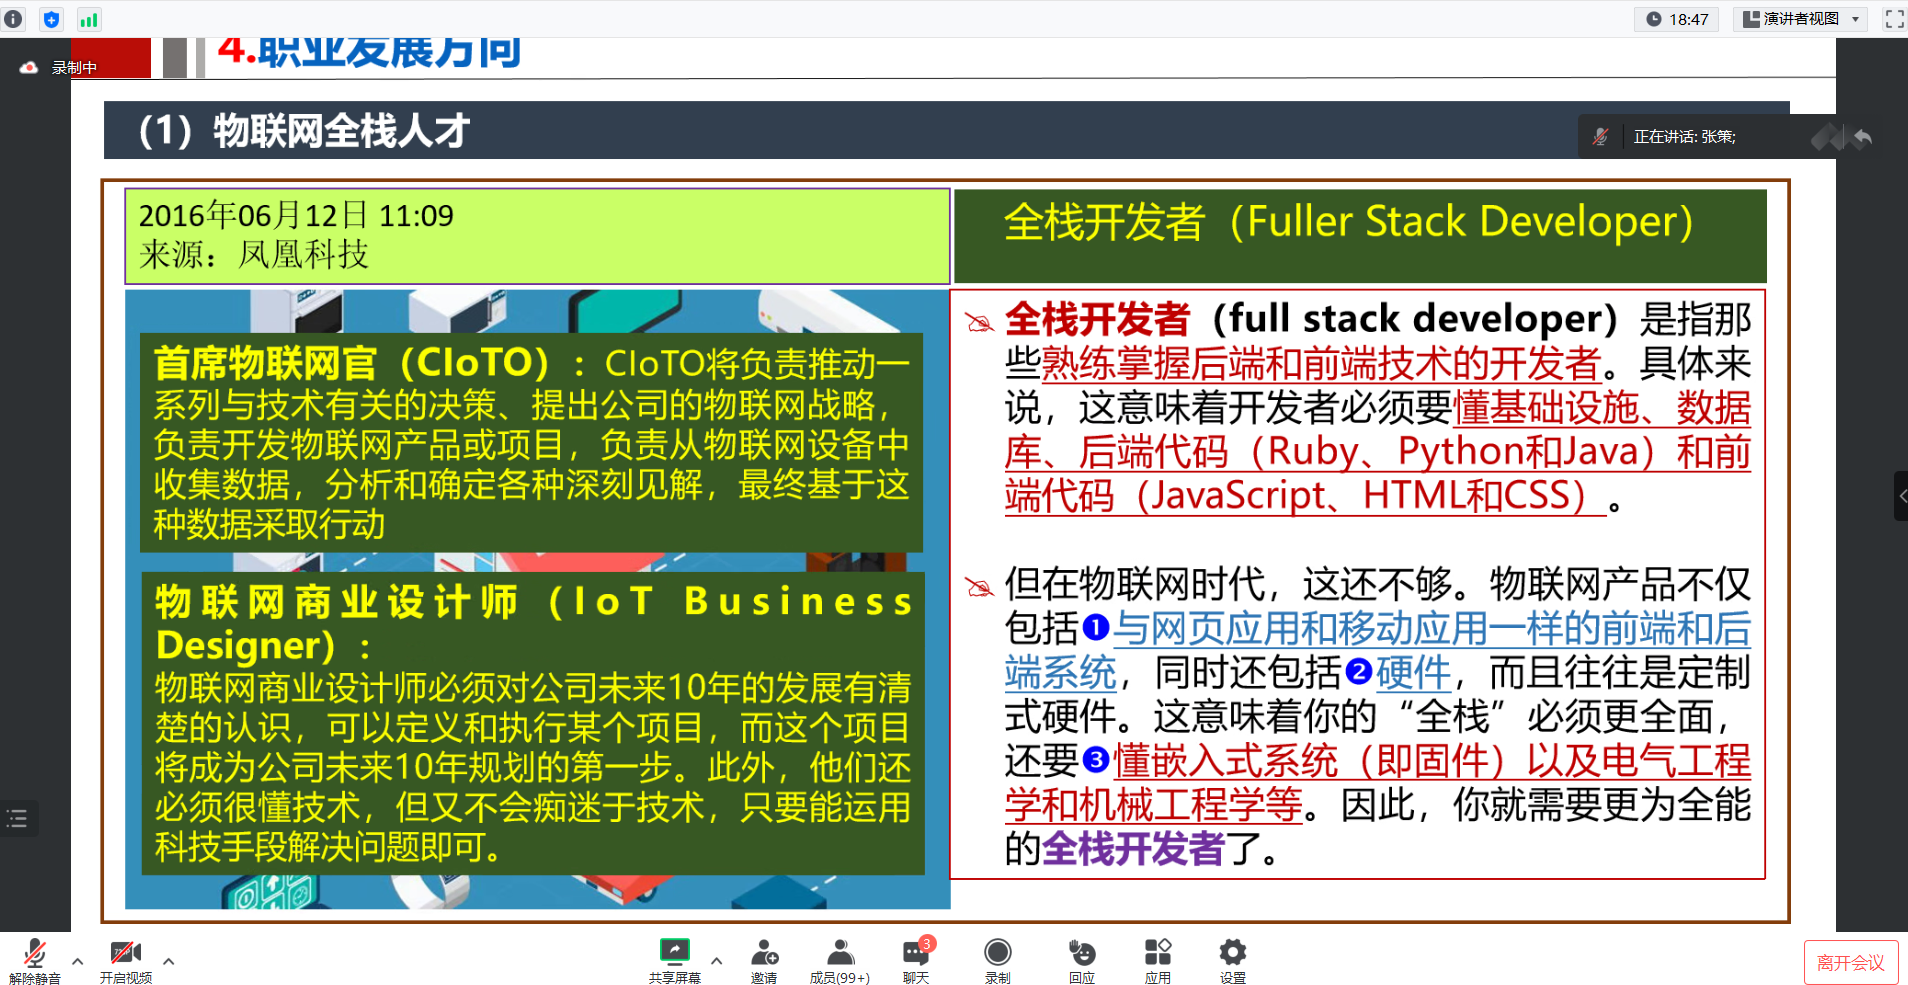 18:47
演讲者视图
4.职业发展方向
录制中
（1）物联网全栈人才
正在讲话: 张策;
2016年06月12日 11:09
来源：凤凰科技
全栈开发者（Fuller Stack Developer）
首席物联网官（CIoTO）：CIoTO将负责推动一
系列与技术有关的决策、提出公司的物联网战略，
负责开发物联网产品或项目，负责从物联网设备中
收集数据，分析和确定各种深刻见解，最终基于这
种数据采取行动
物联网商业设计师（IoT Business
Designer）：
物联网商业设计师必须对公司未来10年的发展有清
楚的认识，可以定义和执行某个项目，而这个项目
将成为公司未来10年规划的第一步。此外，他们还
必须很懂技术，但又不会痴迷于技术，只要能运用
科技手段解决问题即可。
全栈开发者（full stack developer）是指那
些熟练掌握后端和前端技术的开发者。具体来
说，这意味着开发者必须要懂基础设施、数据
库、后端代码（Ruby、Python和Java）和前
端代码（JavaScript、HTML和CSS）。
但在物联网时代，这还不够。物联网产品不仅
包括❶与网页应用和移动应用一样的前端和后
端系统，同时还包括❷硬件，而且往往是定制
式硬件。这意味着你的“全栈”必须更全面，
还要❸懂嵌入式系统（即固件）以及电气工程
学和机械工程学等。因此，你就需要更为全能
的全栈开发者了。
解除静音
开启视频
共享屏幕
邀请
成员(99+)
聊天
3
录制
回应
应用
设置
离开会议